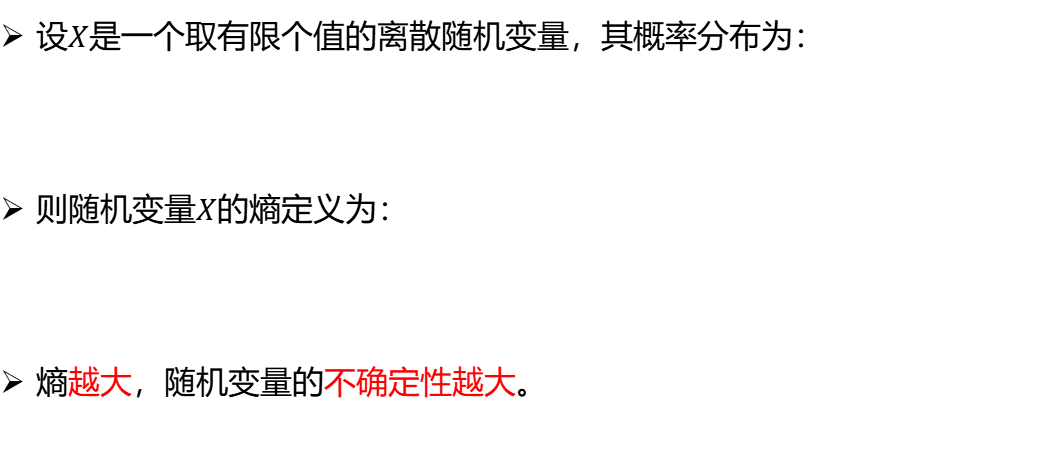 ➢ 设X是一个取有限个值的离散随机变量，其概率分布为：
➢ 则随机变量X的熵定义为：
➢ 熵越大，随机变量的不确定性越大。